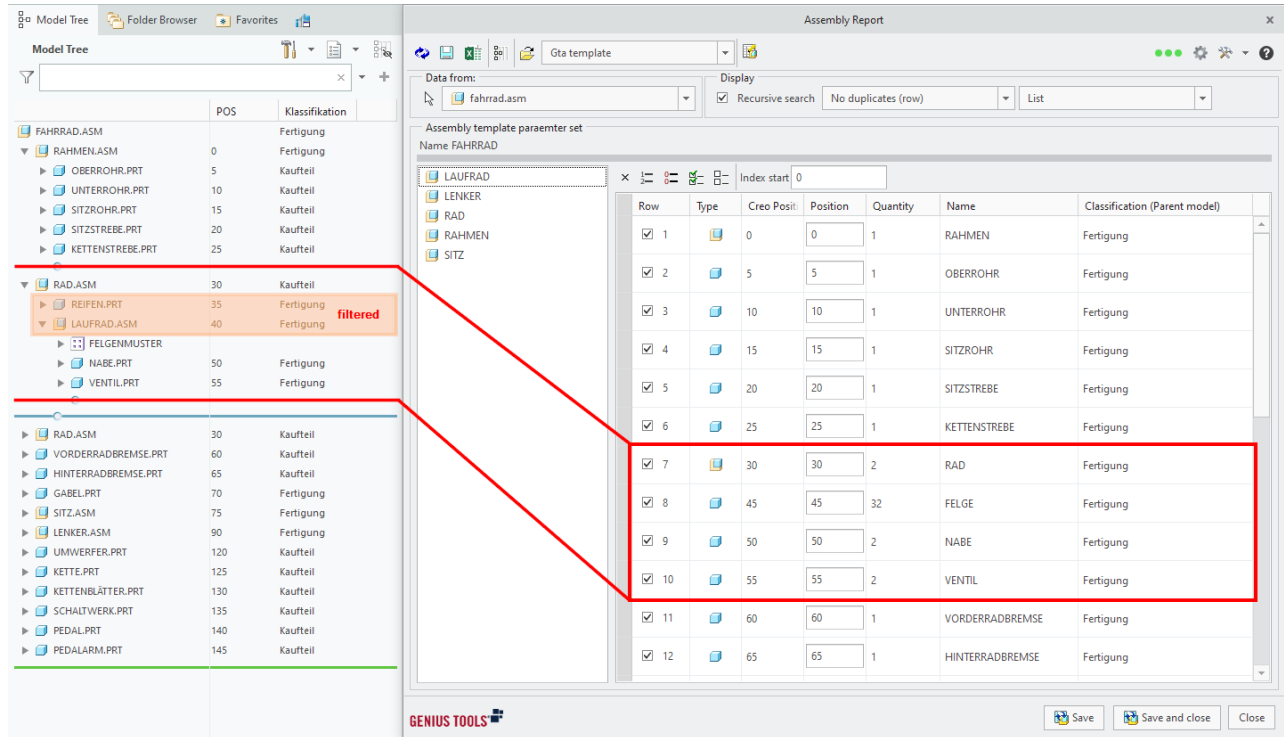 Model Tree Folder Browser Favorites
Model Tree
POS Klassifikation
FAHRRAD.ASM Fertigung
RAHMEN.ASM 0 Fertigung
OBERROHR.PRT 5 Kaufteil
UNTERROHR.PRT 10 Kaufteil
SITZROHR.PRT 15 Kaufteil
SITZSTREBE.PRT 20 Kaufteil
KETTENSTREBE.PRT 25 Kaufteil
RAD.ASM 30 Kaufteil
REIFEN.PRT 35 Fertigung
filtered
LAUFRAD.ASM 40 Fertigung
FELGENMUSTER
NABE.PRT 50 Fertigung
VENTIL.PRT 55 Fertigung
RAD.ASM 30 Kaufteil
VORDERRADBREMSE.PRT 60 Kaufteil
HINTERRADBREMSE.PRT 65 Kaufteil
GABEL.PRT 70 Fertigung
SITZ.ASM 75 Fertigung
LENKER.ASM 90 Fertigung
UMWERFER.PRT 120 Kaufteil
KETTE.PRT 125 Kaufteil
KETTENBLÄTTER.PRT 130 Kaufteil
SCHALTWERK.PRT 135 Kaufteil
PEDAL.PRT 140 Kaufteil
PEDALARM.PRT 145 Kaufteil
Assembly Report
Gta template
Data from: Display
fahrrad.asm Recursive search No duplicates (row) List
Assembly template paraemter set
Name FAHRRAD
LAUFRAD
LENKER
RAD
RAHMEN
SITZ
Index start 0
Row Type Creo Posit Position Quantity Name Classification (Parent model)
1 0 0 1 RAHMEN Fertigung
2 5 5 1 OBERROHR Fertigung
3 10 10 1 UNTERROHR Fertigung
4 15 15 1 SITZROHR Fertigung
5 20 20 1 SITZSTREBE Fertigung
6 25 25 1 KETTENSTREBE Fertigung
7 30 30 2 RAD Fertigung
8 45 45 32 FELGE Fertigung
9 50 50 2 NABE Fertigung
10 55 55 2 VENTIL Fertigung
11 60 60 1 VORDERRADBREMSE Fertigung
12 65 65 1 HINTERRADBREMSE Fertigung
GENIUS TOOLS
Save Save and close Close